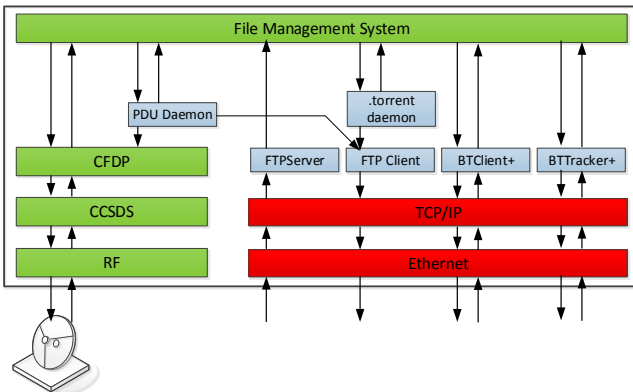 File Management System
PDU Daemon
.torrent
daemon
CFDP
FTPServer
FTP Client
BTClient+
BTTracker+
CCSDS
TCP/IP
RF
Ethernet